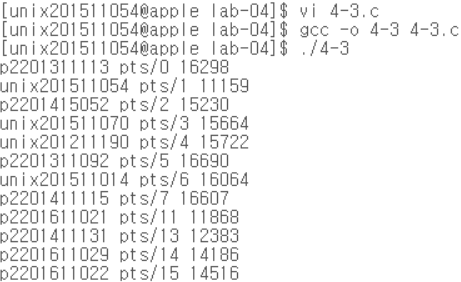 [unix201511054@apple lab-04]$ vi 4-3.c
[unix201511054@apple lab-04]$ gcc -o 4-3 4-3.c
[unix201511054@apple lab-04]$ ./4-3
p2201311113 pts/0 16298
unix201511054 pts/1 11159
p2201415052 pts/2 15230
unix201511070 pts/3 15664
unix201211190 pts/4 15722
p2201311092 pts/5 16690
unix201511014 pts/6 16064
p2201411115 pts/7 16607
p2201611021 pts/11 11868
p2201411131 pts/13 12383
p2201611029 pts/14 14186
p2201611022 pts/15 14516